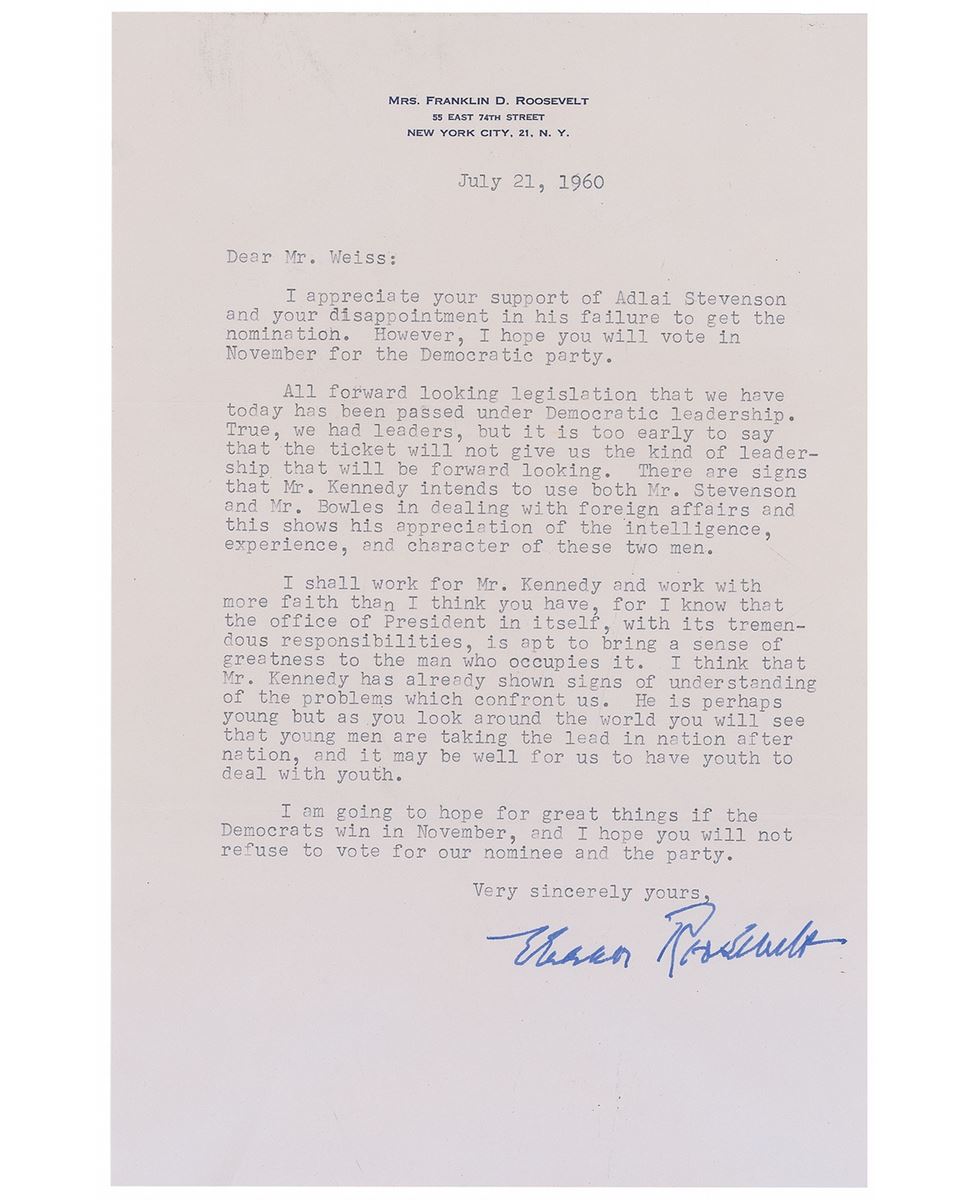 MRS. FRANKLIN D. ROOSEVELT
55 EAST 74TH STREET
NEW YORK CITY, 21, N. Y.
July 21, 1960
Dear Mr. Weiss:
I appreciate your support of Adlai Stevenson
and your disappointment in his failure to get the
nomination. However, I hope you will vote in
November for the Democratic party.
All forward looking legislation that we have
today has been passed under Democratic leadership.
True, we had leaders, but it is too early to say
that the ticket will not give us the kind of leader-
ship that will be forward looking. There are signs
that Mr. Kennedy intends to use both Mr. Stevenson
and Mr. Bowles in dealing with foreign affairs and
this shows his appreciation of the intelligence,
experience, and character of these two men.
I shall work for Mr. Kennedy and work with
more faith than I think you have, for I know that
the office of President in itself, with its tremen-
dous responsibilities, is apt to bring a sense of
greatness to the man who occupies it. I think that
Mr. Kennedy has already shown signs of understanding
of the problems which confront us. He is perhaps
young but as you look around the world you will see
that young men are taking the lead in nation after
nation, and it may be well for us to have youth to
deal with youth.
I am going to hope for great things if the
Democrats win in November, and I hope you will not
refuse to vote for our nominee and the party.
Very sincerely yours,
Eleanor Roosevelt